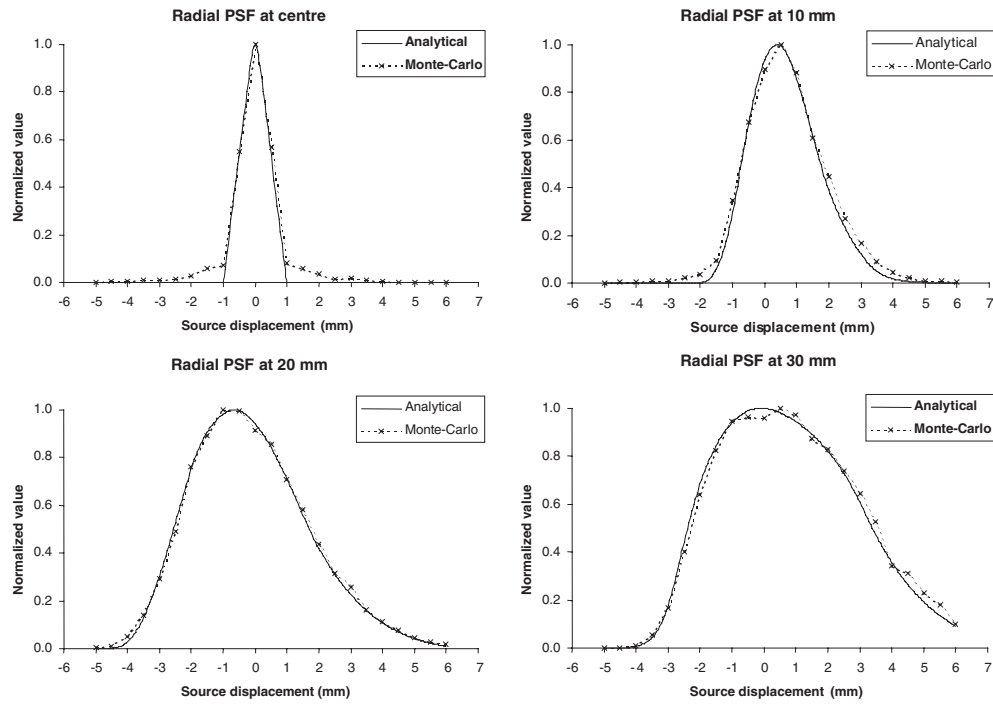 Radial PSF at centre
Normalized value
1.0
0.8
0.6
0.4
0.2
0.0
-6 -5 -4 -3 -2 -1 0 1 2 3 4 5 6 7
Source displacement (mm)
Analytical
Monte-Carlo
Radial PSF at 10 mm
Normalized value
1.0
0.8
0.6
0.4
0.2
0.0
-6 -5 -4 -3 -2 -1 0 1 2 3 4 5 6 7
Source displacement (mm)
Analytical
Monte-Carlo
Radial PSF at 20 mm
Normalized value
1.0
0.8
0.6
0.4
0.2
0.0
-6 -5 -4 -3 -2 -1 0 1 2 3 4 5 6 7
Source displacement (mm)
Analytical
Monte-Carlo
Radial PSF at 30 mm
Normalized value
1.0
0.8
0.6
0.4
0.2
0.0
-6 -5 -4 -3 -2 -1 0 1 2 3 4 5 6 7
Source displacement (mm)
Analytical
Monte-Carlo